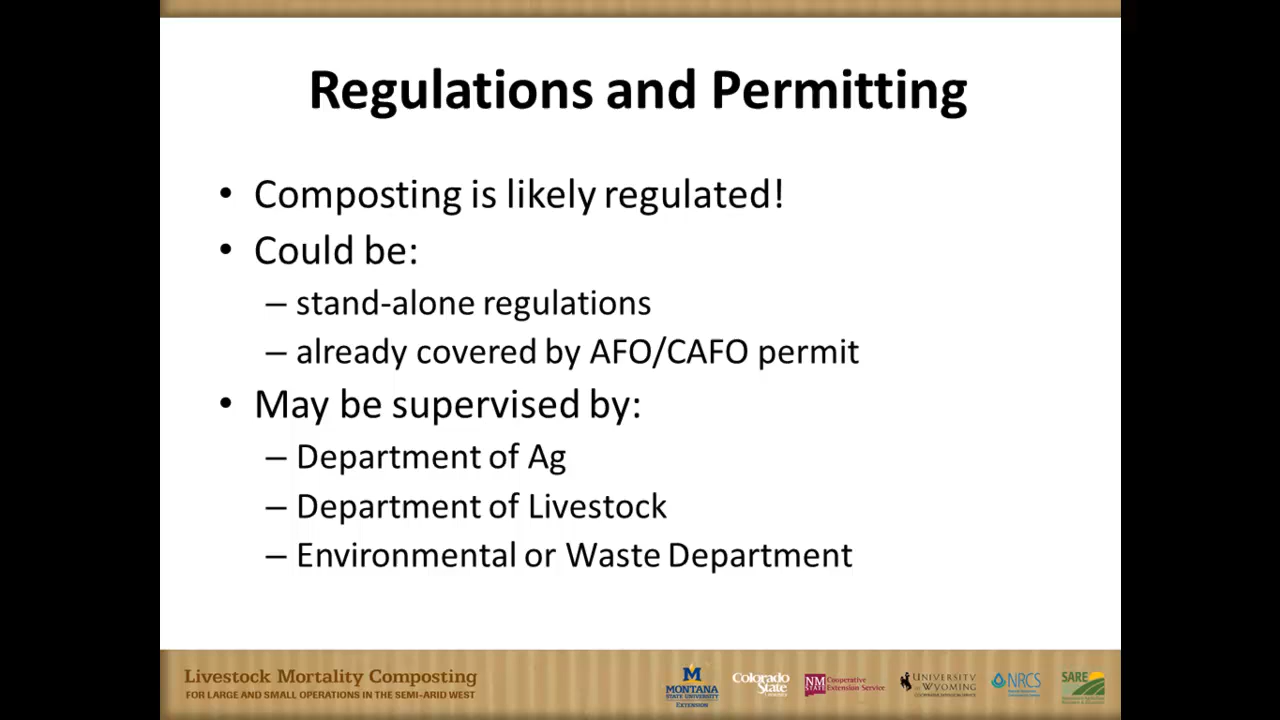 Regulations and Permitting
• Composting is likely regulated!
• Could be:
– stand-alone regulations
– already covered by AFO/CAFO permit
• May be supervised by:
– Department of Ag
– Department of Livestock
– Environmental or Waste Department
Livestock Mortality Composting
FOR LARGE AND SMALL OPERATIONS IN THE SEMI-ARID WEST
M
MONTANA
STATE UNIVERSITY
EXTENSION
Colorado
State
NM
STATE
Cooperative
Extension Service
UNIVERSITY
OF WYOMING
COOPERATIVE EXTENSION SERVICE
NRCS
SARE